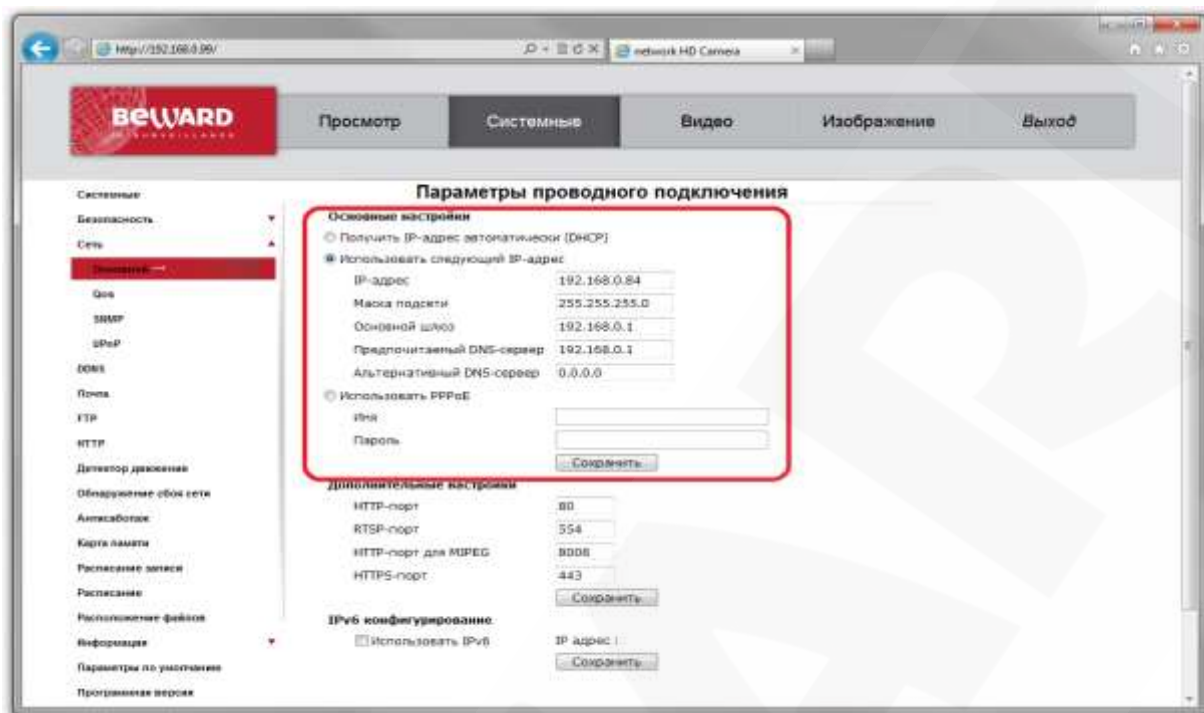 http://192.168.0.99/
network HD Camera
BEWARD
Просмотр
Системные
Видео
Изображение
Выход
Системные
Безопасность
Сеть
Основной
Qos
SNMP
UPnP
DDNS
Почта
FTP
HTTP
Детектор движения
Обнаружение сбоя сети
Антисаботаж
Карта памяти
Расписание записи
Расписание
Расположение файлов
Информация
Параметры по умолчанию
Программная версия
Параметры проводного подключения
Основные настройки
Получить IP-адрес автоматически (DHCP)
Использовать следующий IP-адрес
IP-адрес 192.168.0.84
Маска подсети 255.255.255.0
Основной шлюз 192.168.0.1
Предпочитаемый DNS-сервер 192.168.0.1
Альтернативный DNS-сервер 0.0.0.0
Использовать PPPoE
Имя
Пароль
Сохранить
Дополнительные настройки
HTTP-порт 80
RTSP-порт 554
HTTP-порт для MJPEG 8008
HTTPS-порт 443
Сохранить
IPv6 конфигурирование
Использовать IPv6 IP адрес :
Сохранить